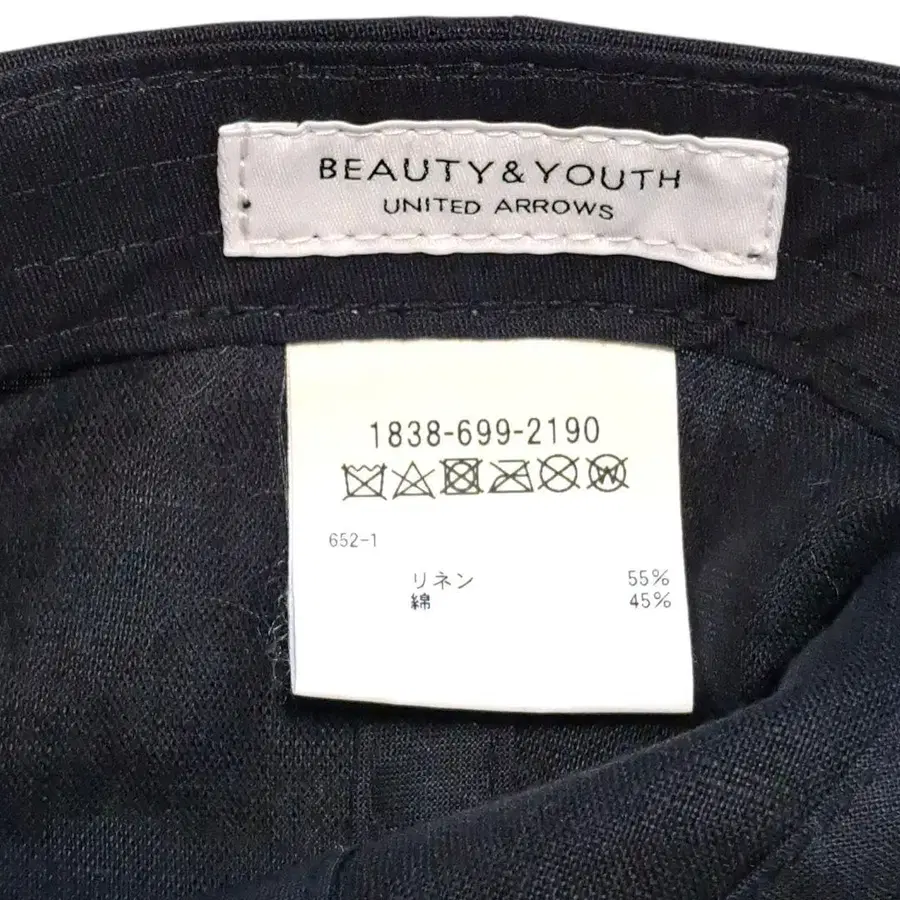 BEAUTY&YOUTH
UNITED ARROWS
1838-699-2190
652-1
リネン 55%
綿 45%